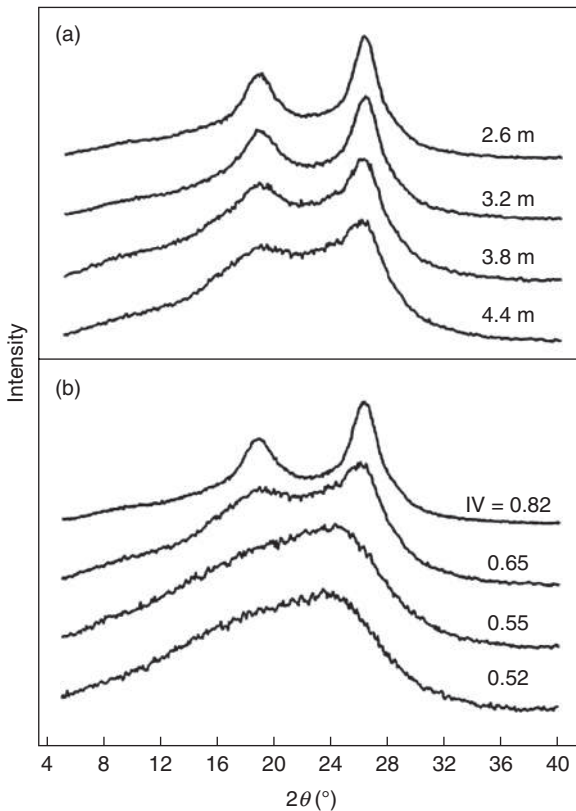 (a)
2.6 m
3.2 m
3.8 m
4.4 m
Intensity
(b)
IV = 0.82
0.65
0.55
0.52
4 8 12 16 20 24 28 32 36 40
2θ (°)